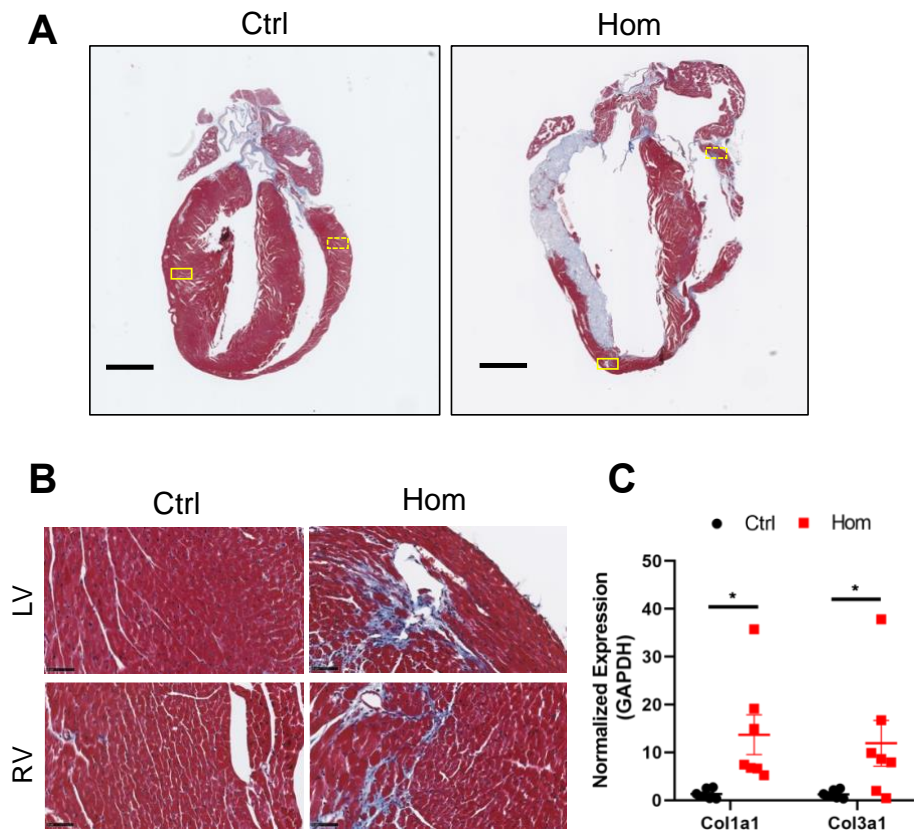 A
Ctrl
Hom
B
Ctrl
Hom
LV
RV
C
Ctrl Hom
Normalized Expression
(GAPDH)
50
40
30
20
10
0
*
*
Col1a1 Col3a1